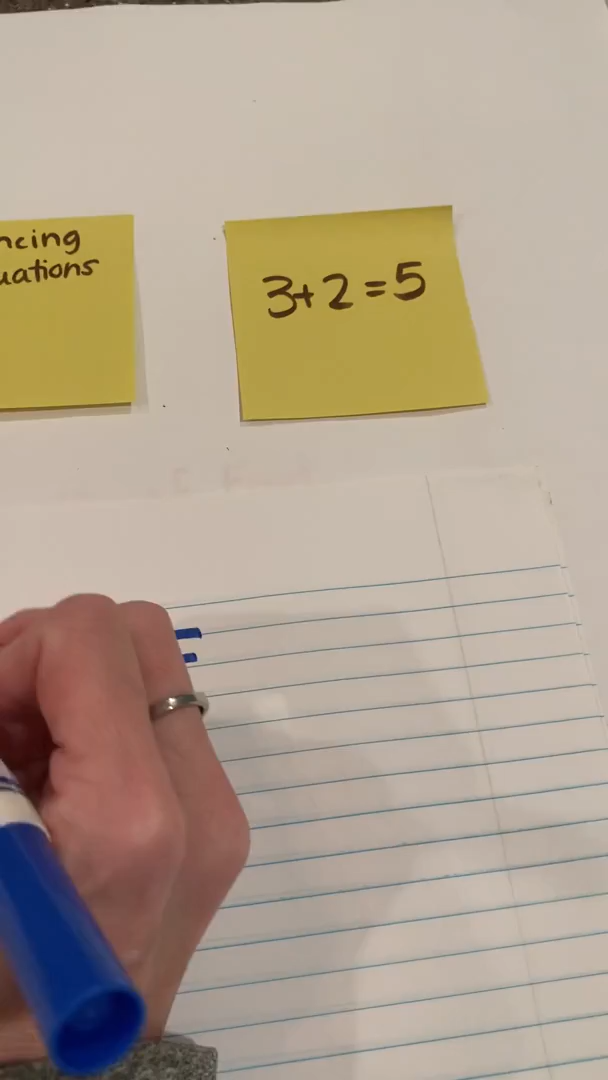 ncing
uations
3+2=5
=